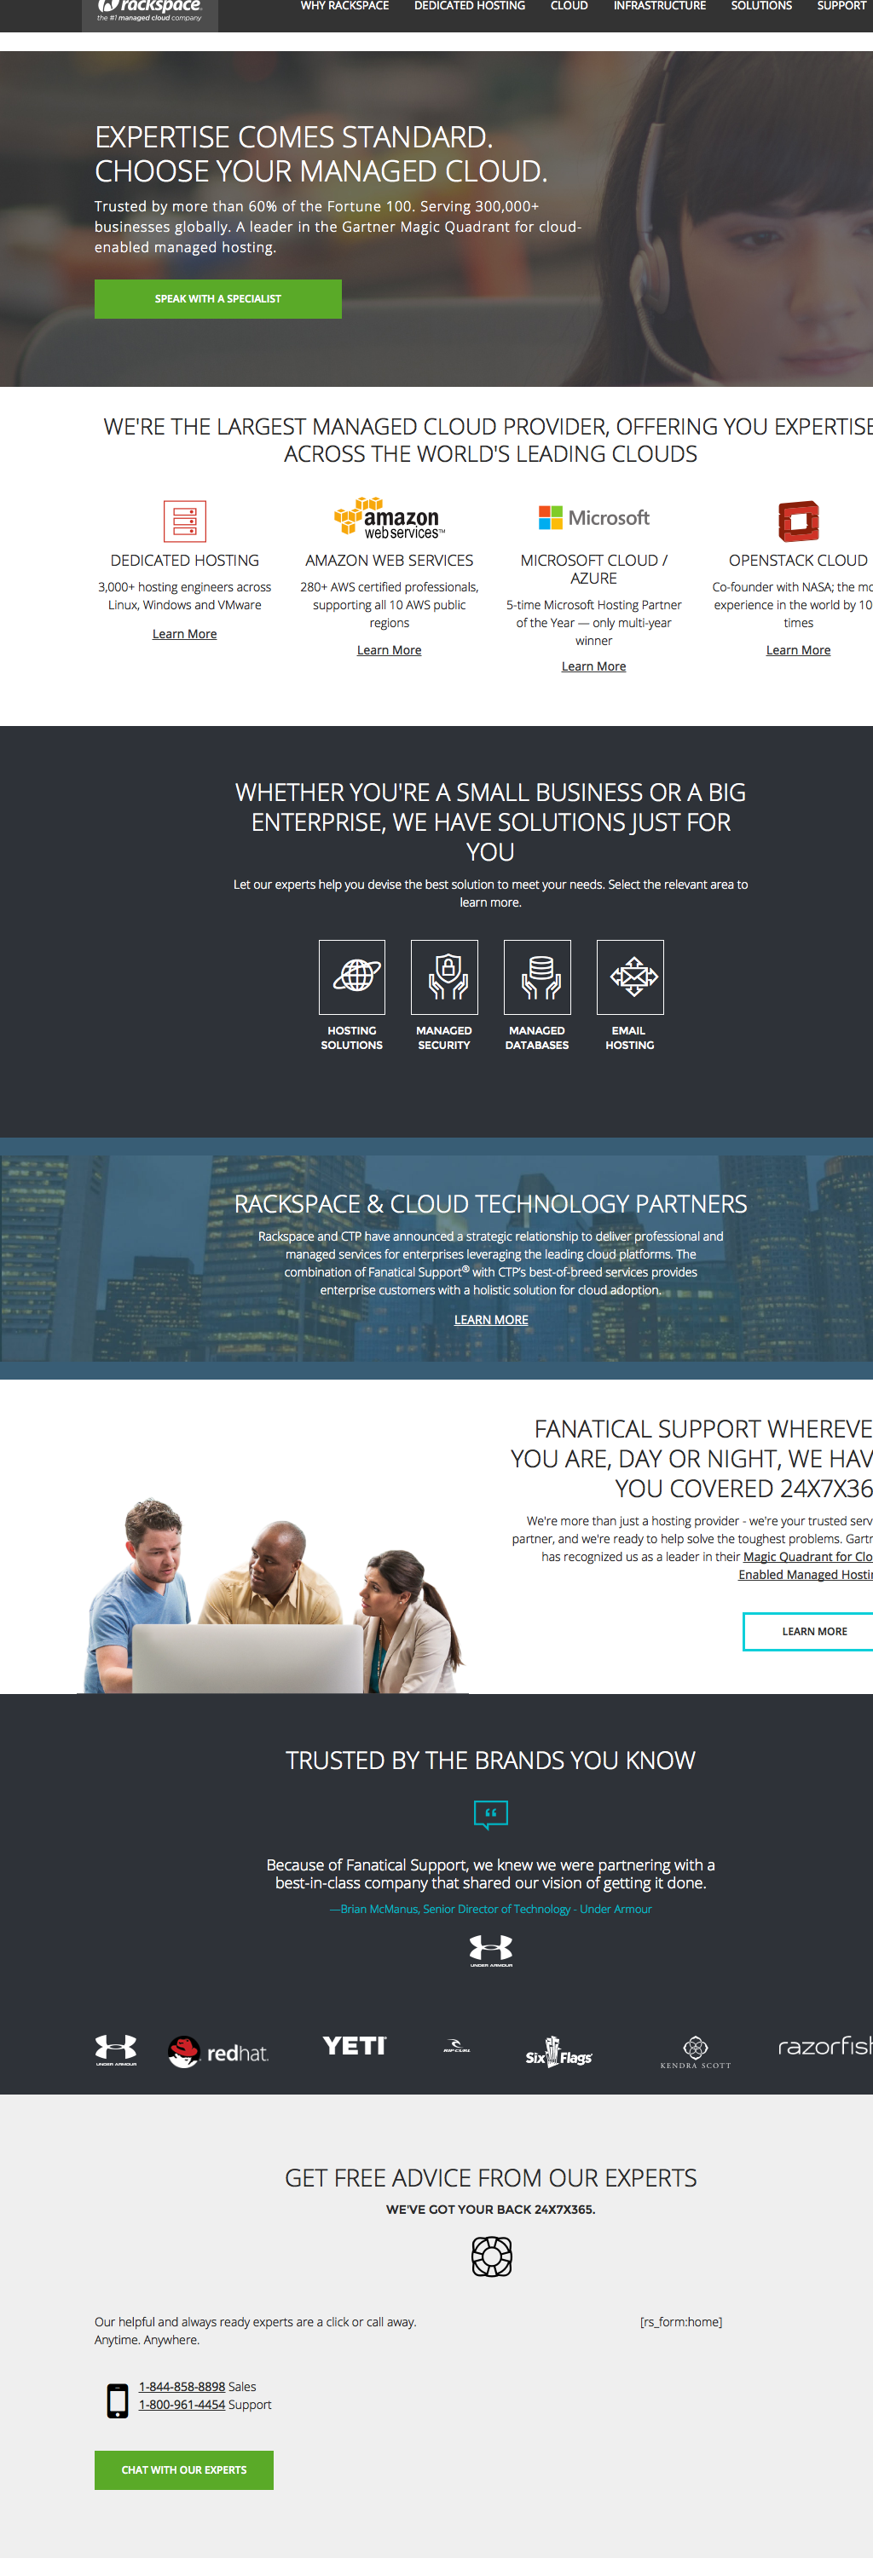 rackspace
the #1 managed cloud company
WHY RACKSPACE DEDICATED HOSTING CLOUD INFRASTRUCTURE SOLUTIONS SUPPORT
EXPERTISE COMES STANDARD.
CHOOSE YOUR MANAGED CLOUD.
Trusted by more than 60% of the Fortune 100. Serving 300,000+
businesses globally. A leader in the Gartner Magic Quadrant for cloud-
enabled managed hosting.
SPEAK WITH A SPECIALIST
WE'RE THE LARGEST MANAGED CLOUD PROVIDER, OFFERING YOU EXPERTISE
ACROSS THE WORLD'S LEADING CLOUDS
DEDICATED HOSTING
3,000+ hosting engineers across
Linux, Windows and VMware
Learn More
amazon
web services™
AMAZON WEB SERVICES
280+ AWS certified professionals,
supporting all 10 AWS public
regions
Learn More
Microsoft
MICROSOFT CLOUD /
AZURE
5-time Microsoft Hosting Partner
of the Year — only multi-year
winner
Learn More
OPENSTACK CLOUD
Co-founder with NASA; the mo
experience in the world by 10
times
Learn More
WHETHER YOU'RE A SMALL BUSINESS OR A BIG
ENTERPRISE, WE HAVE SOLUTIONS JUST FOR
YOU
Let our experts help you devise the best solution to meet your needs. Select the relevant area to
learn more.
HOSTING
SOLUTIONS
MANAGED
SECURITY
MANAGED
DATABASES
EMAIL
HOSTING
RACKSPACE & CLOUD TECHNOLOGY PARTNERS
Rackspace and CTP have announced a strategic relationship to deliver professional and
managed services for enterprises leveraging the leading cloud platforms. The
combination of Fanatical Support® with CTP's best-of-breed services provides
enterprise customers with a holistic solution for cloud adoption.
LEARN MORE
FANATICAL SUPPORT WHEREVE
YOU ARE, DAY OR NIGHT, WE HAV
YOU COVERED 24X7X36
We're more than just a hosting provider - we're your trusted serv
partner, and we're ready to help solve the toughest problems. Gartr
has recognized us as a leader in their Magic Quadrant for Clo
Enabled Managed Hostin
LEARN MORE
TRUSTED BY THE BRANDS YOU KNOW
Because of Fanatical Support, we knew we were partnering with a
best-in-class company that shared our vision of getting it done.
—Brian McManus, Senior Director of Technology - Under Armour
UNDER ARMOUR
UNDER ARMOUR redhat. YETI RIP CURL Six Flags KENDRA SCOTT razorfish
GET FREE ADVICE FROM OUR EXPERTS
WE'VE GOT YOUR BACK 24X7X365.
Our helpful and always ready experts are a click or call away.
Anytime. Anywhere.
[rs_form:home]
1-844-858-8898 Sales
1-800-961-4454 Support
CHAT WITH OUR EXPERTS